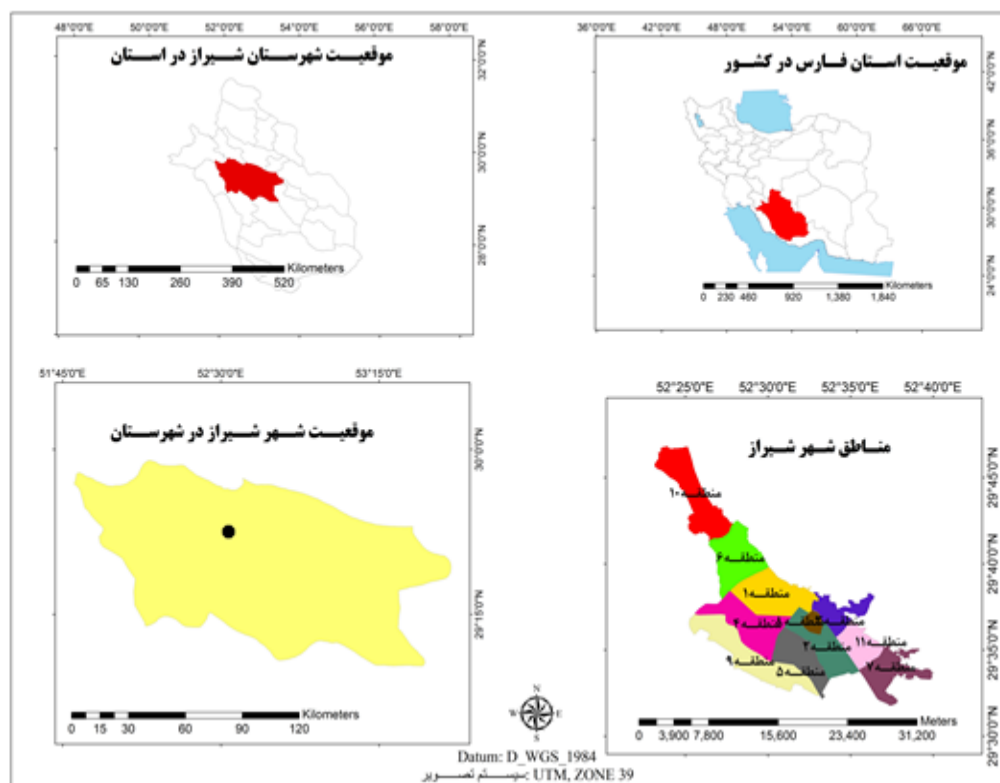 48°0'0"E 50°0'0"E 52°0'0"E 54°0'0"E 56°0'0"E 58°0'0"E
موقعیت شهرستان شیراز در استان
32°0'0"N
30°0'0"N
28°0'0"N
Kilometers
0 65 130 260 390 520
36°0'0"E 42°0'0"E 48°0'0"E 54°0'0"E 60°0'0"E 66°0'0"E
موقعیت استان فارس در کشور
42°0'0"N
36°0'0"N
30°0'0"N
24°0'0"N
Kilometers
0 230 460 920 1,380 1,840
51°45'0"E 52°30'0"E 53°15'0"E
موقعیت شهر شیراز در شهرستان
30°0'0"N
29°15'0"N
Kilometers
0 15 30 60 90 120
52°25'0"E 52°30'0"E 52°35'0"E 52°40'0"E
مناطق شهر شیراز
29°45'0"N
29°40'0"N
29°35'0"N
29°30'0"N
منطقه ۱۰
منطقه ۶
منطقه ۱
منطقه ۴
منطقه ۲
منطقه ۱۱
منطقه ۹
منطقه ۵
منطقه ۷
Meters
0 3,900 7,800 15,600 23,400 31,200
N
W E
S
Datum: D_WGS_1984
سیستم تصویر: UTM, ZONE 39